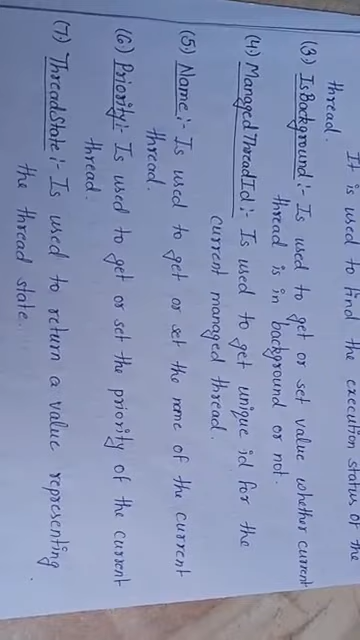 It is used to find the execution status of the
thread.
(3.) IsBackground :- Is used to get or set value whether current
thread is in background or not.
(4.) ManagedThreadId :- Is used to get unique id for the
current managed thread.
(5.) Name :- Is used to get or set the name of the current
thread.
(6.) Priority :- Is used to get or set the priority of the current
thread.
(7.) ThreadState :- Is used to return a value representing
the thread state.